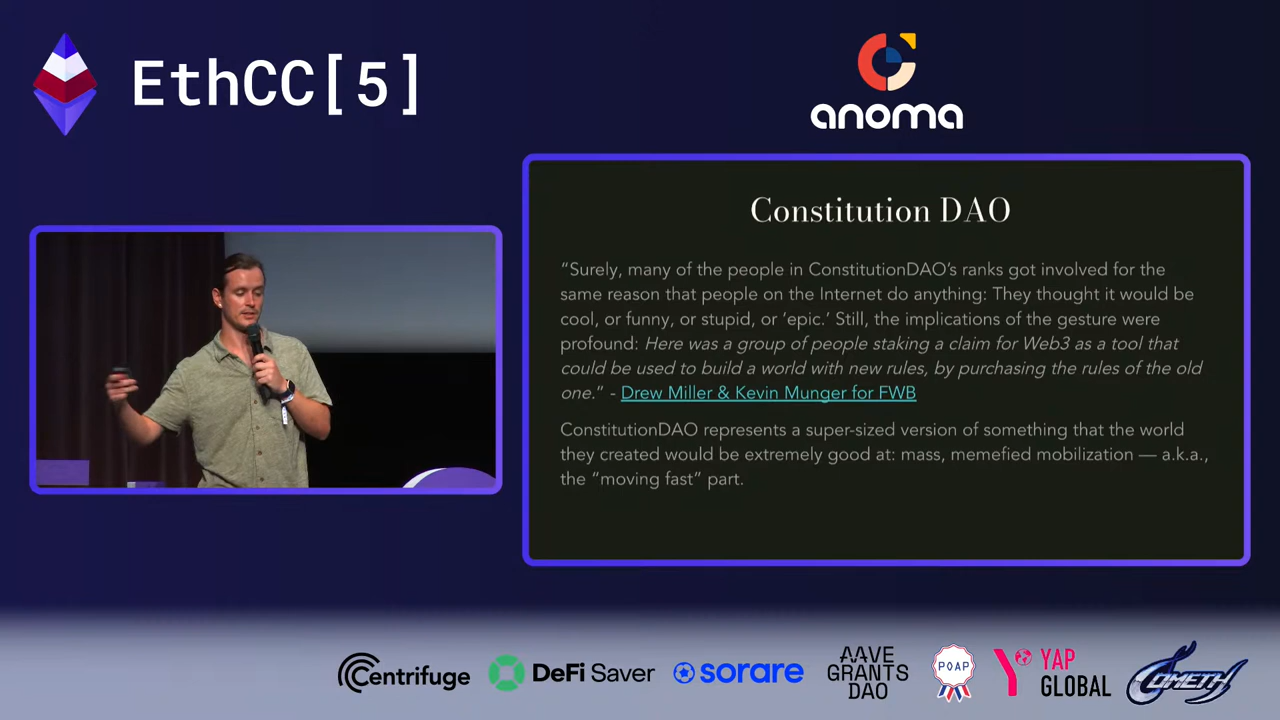 EthCC[5]
anoma
Constitution DAO
“Surely, many of the people in ConstitutionDAO’s ranks got involved for the
same reason that people on the Internet do anything: They thought it would be
cool, or funny, or stupid, or ‘epic.’ Still, the implications of the gesture were
profound: Here was a group of people staking a claim for Web3 as a tool that
could be used to build a world with new rules, by purchasing the rules of the old
one.” - Drew Miller & Kevin Munger for FWB
ConstitutionDAO represents a super-sized version of something that the world
they created would be extremely good at: mass, memefied mobilization — a.k.a.,
the “moving fast” part.
Centrifuge
DeFi Saver
sorare
AAVE
GRANTS
DAO
POAP
YAP
GLOBAL
COMETH